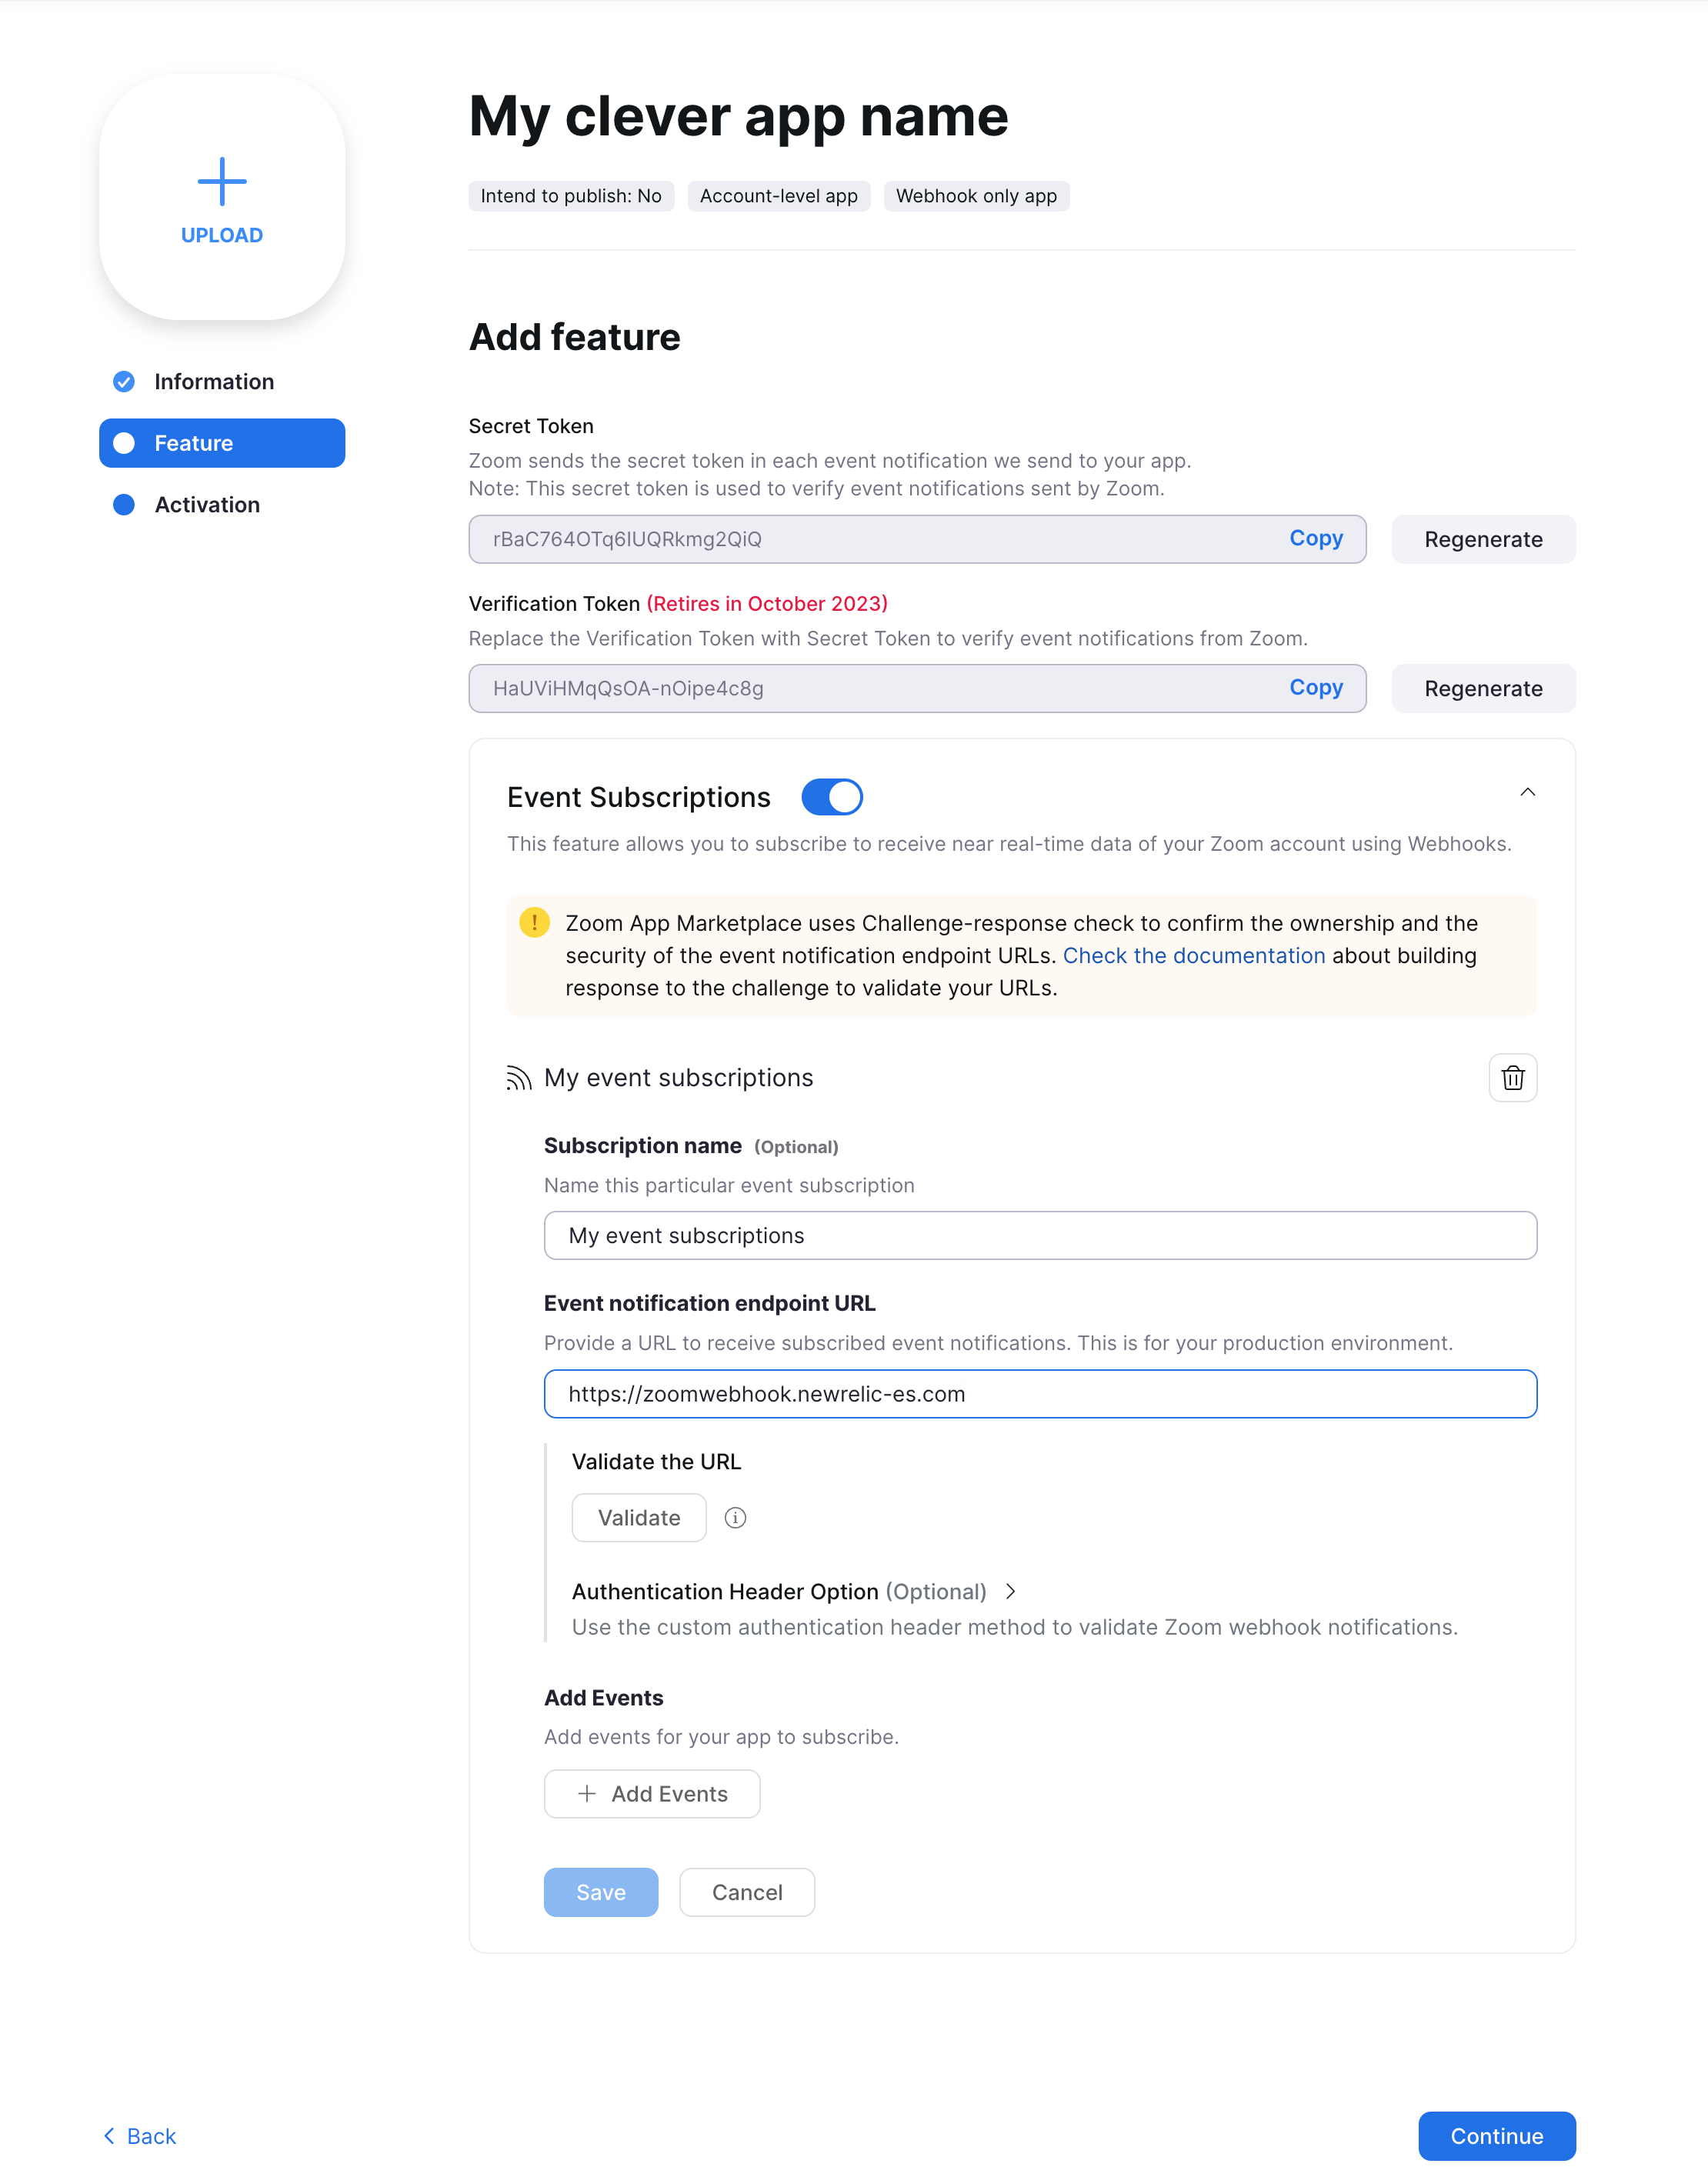 My clever app name
Intend to publish: No
Account-level app
Webhook only app
UPLOAD
Information
Feature
Activation
Add feature
Secret Token
Zoom sends the secret token in each event notification we send to your app.
Note: This secret token is used to verify event notifications sent by Zoom.
rBaC764OTq6IUQRkmg2QiQ
Copy
Regenerate
Verification Token (Retires in October 2023)
Replace the Verification Token with Secret Token to verify event notifications from Zoom.
HaUViHMqQsOA-nOipe4c8g
Copy
Regenerate
Event Subscriptions
This feature allows you to subscribe to receive near real-time data of your Zoom account using Webhooks.
Zoom App Marketplace uses Challenge-response check to confirm the ownership and the
security of the event notification endpoint URLs. Check the documentation about building
response to the challenge to validate your URLs.
My event subscriptions
Subscription name (Optional)
Name this particular event subscription
My event subscriptions
Event notification endpoint URL
Provide a URL to receive subscribed event notifications. This is for your production environment.
https://zoomwebhook.newrelic-es.com
Validate the URL
Validate
Authentication Header Option (Optional)
Use the custom authentication header method to validate Zoom webhook notifications.
Add Events
Add events for your app to subscribe.
Add Events
Save
Cancel
Back
Continue